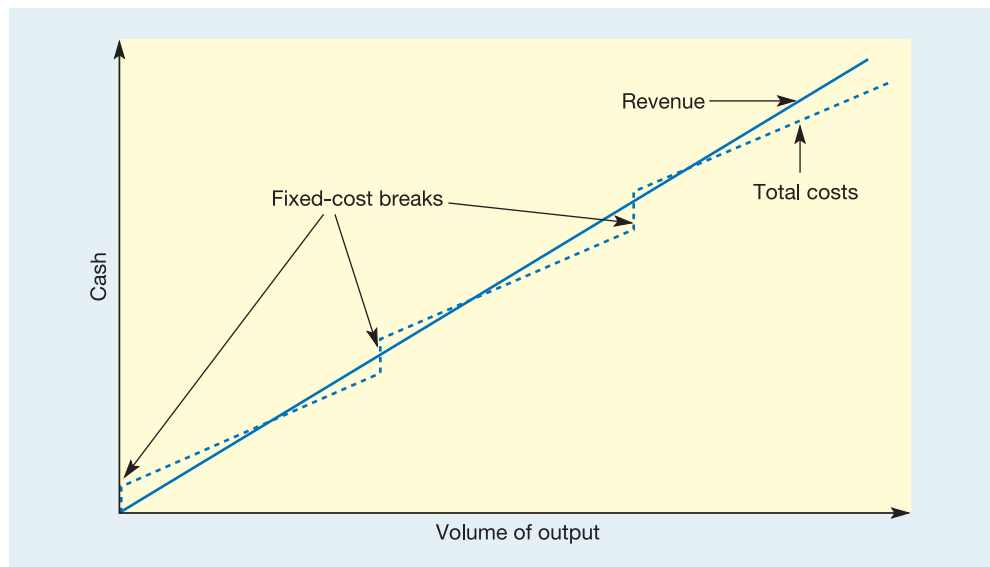 Revenue
Total costs
Fixed-cost breaks
Cash
Volume of output